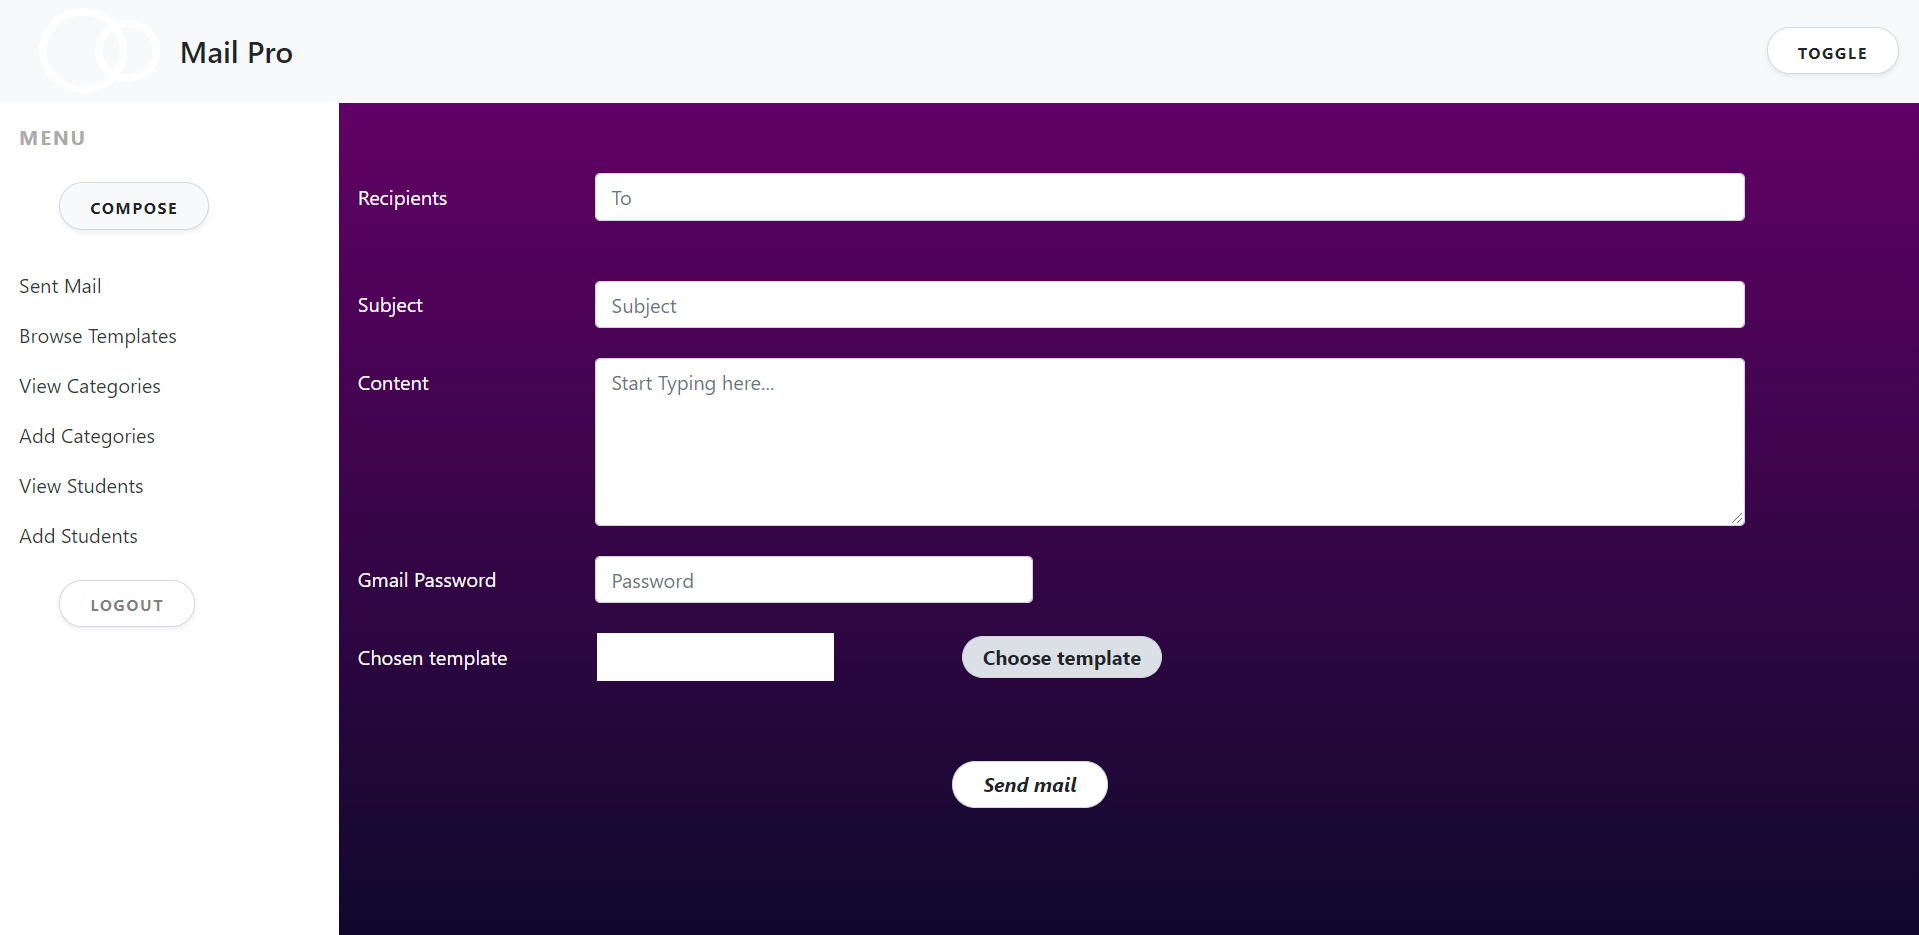 Mail Pro
TOGGLE
MENU
COMPOSE
Sent Mail
Browse Templates
View Categories
Add Categories
View Students
Add Students
LOGOUT
Recipients
To
Subject
Subject
Content
Start Typing here...
Gmail Password
Password
Chosen template
Choose template
Send mail